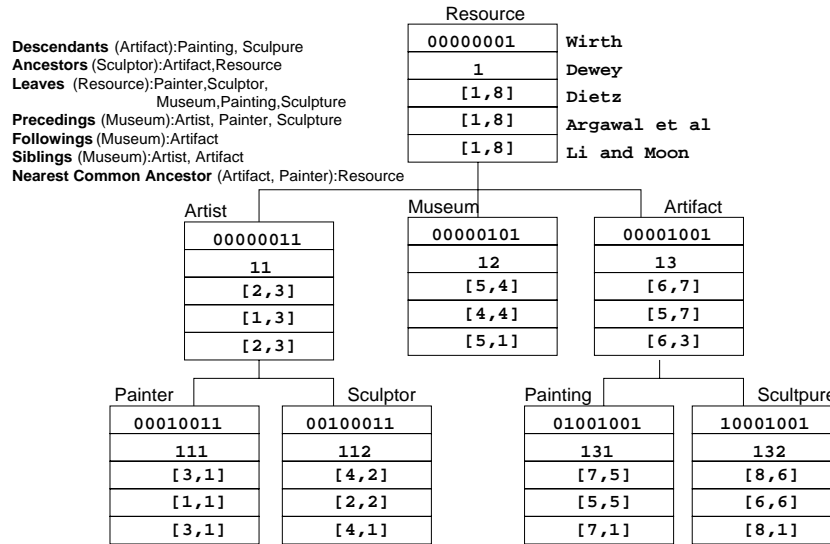 Resource
Descendants (Artifact):Painting, Sculpure
Ancestors (Sculptor):Artifact,Resource
Leaves (Resource):Painter,Sculptor,
Museum,Painting,Sculpture
Precedings (Museum):Artist, Painter, Sculpture
Followings (Museum):Artifact
Siblings (Museum):Artist, Artifact
Nearest Common Ancestor (Artifact, Painter):Resource
00000001 Wirth
1 Dewey
[1,8] Dietz
[1,8] Argawal et al
[1,8] Li and Moon
Artist
00000011
11
[2,3]
[1,3]
[2,3]
Museum
00000101
12
[5,4]
[4,4]
[5,1]
Artifact
00001001
13
[6,7]
[5,7]
[6,3]
Painter
00010011
111
[3,1]
[1,1]
[3,1]
Sculptor
00100011
112
[4,2]
[2,2]
[4,1]
Painting
01001001
131
[7,5]
[5,5]
[7,1]
Scultpure
10001001
132
[8,6]
[6,6]
[8,1]